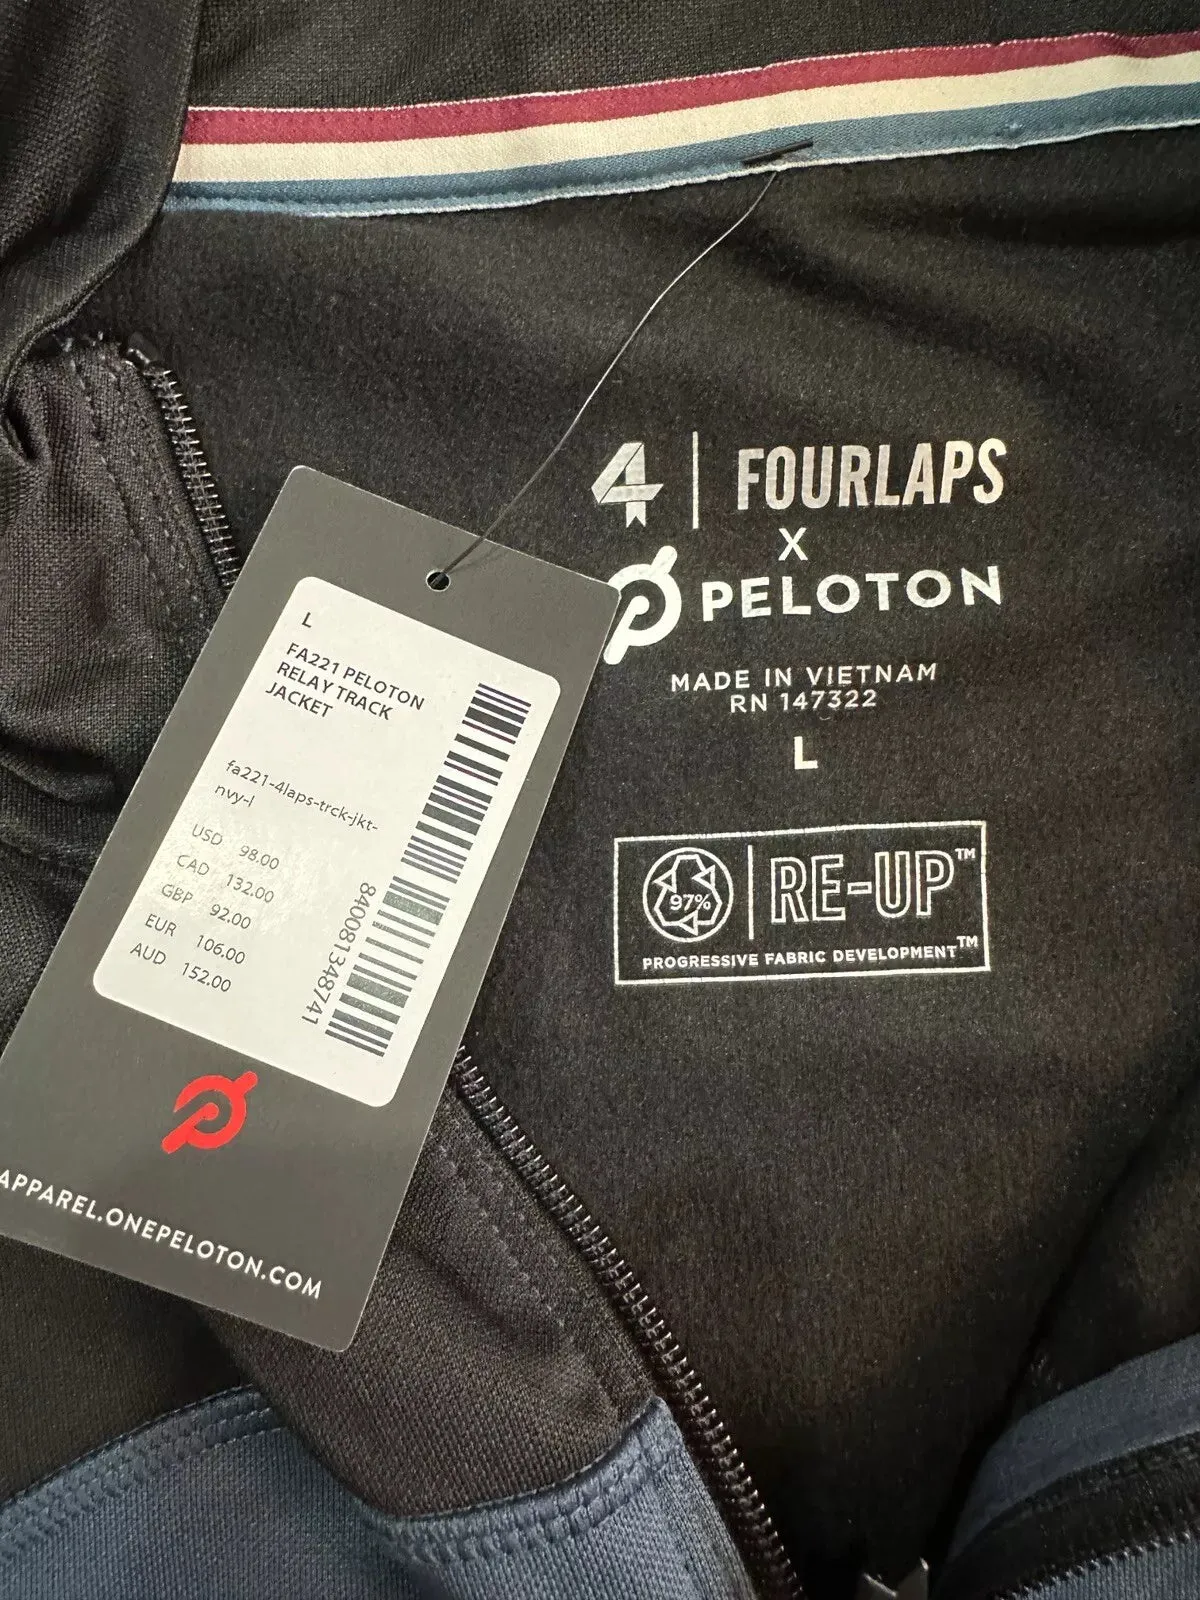 4 | FOURLAPS
X
PELOTON
MADE IN VIETNAM
RN 147322
L
97%
RE-UP™
PROGRESSIVE FABRIC DEVELOPMENT™
L
FA221 PELOTON
RELAY TRACK
JACKET
fa221-4laps-trck-jkt-
nvy-l
USD 98.00
CAD 132.00
GBP 92.00
EUR 106.00
AUD 152.00
840081348741
APPAREL.ONEPELOTON.COM